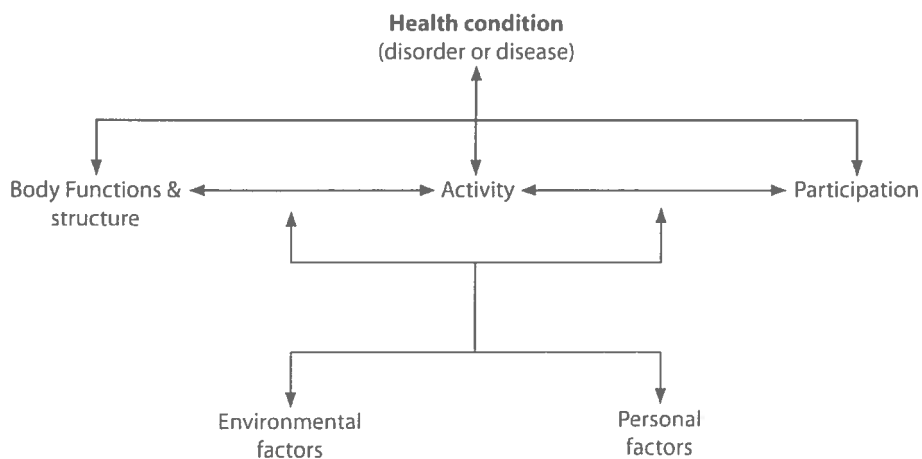 Health condition
(disorder or disease)
Body Functions &
structure
Activity
Participation
Environmental
factors
Personal
factors